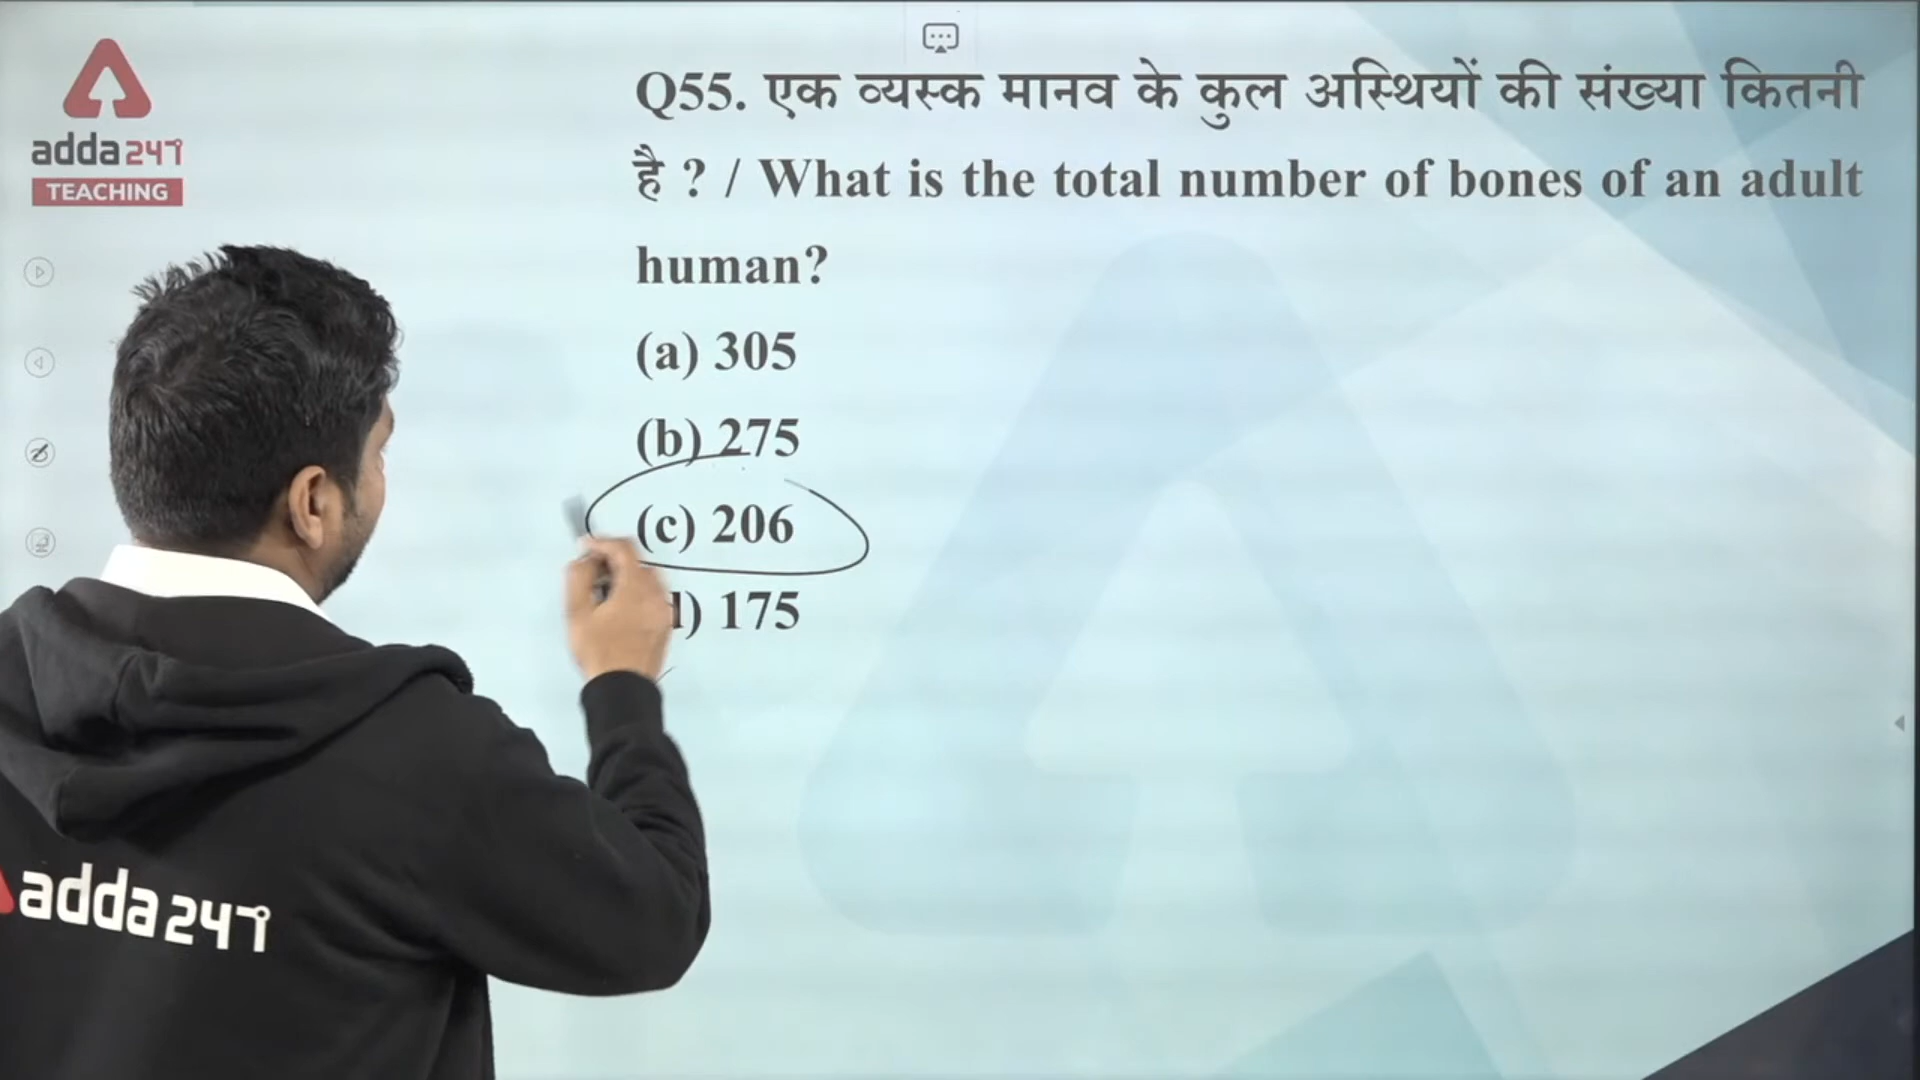 adda247
TEACHING
Q55. एक व्यस्क मानव के कुल अस्थियों की संख्या कितनी
है ? / What is the total number of bones of an adult
human?
(a) 305
(b) 275
(c) 206
d) 175
adda247